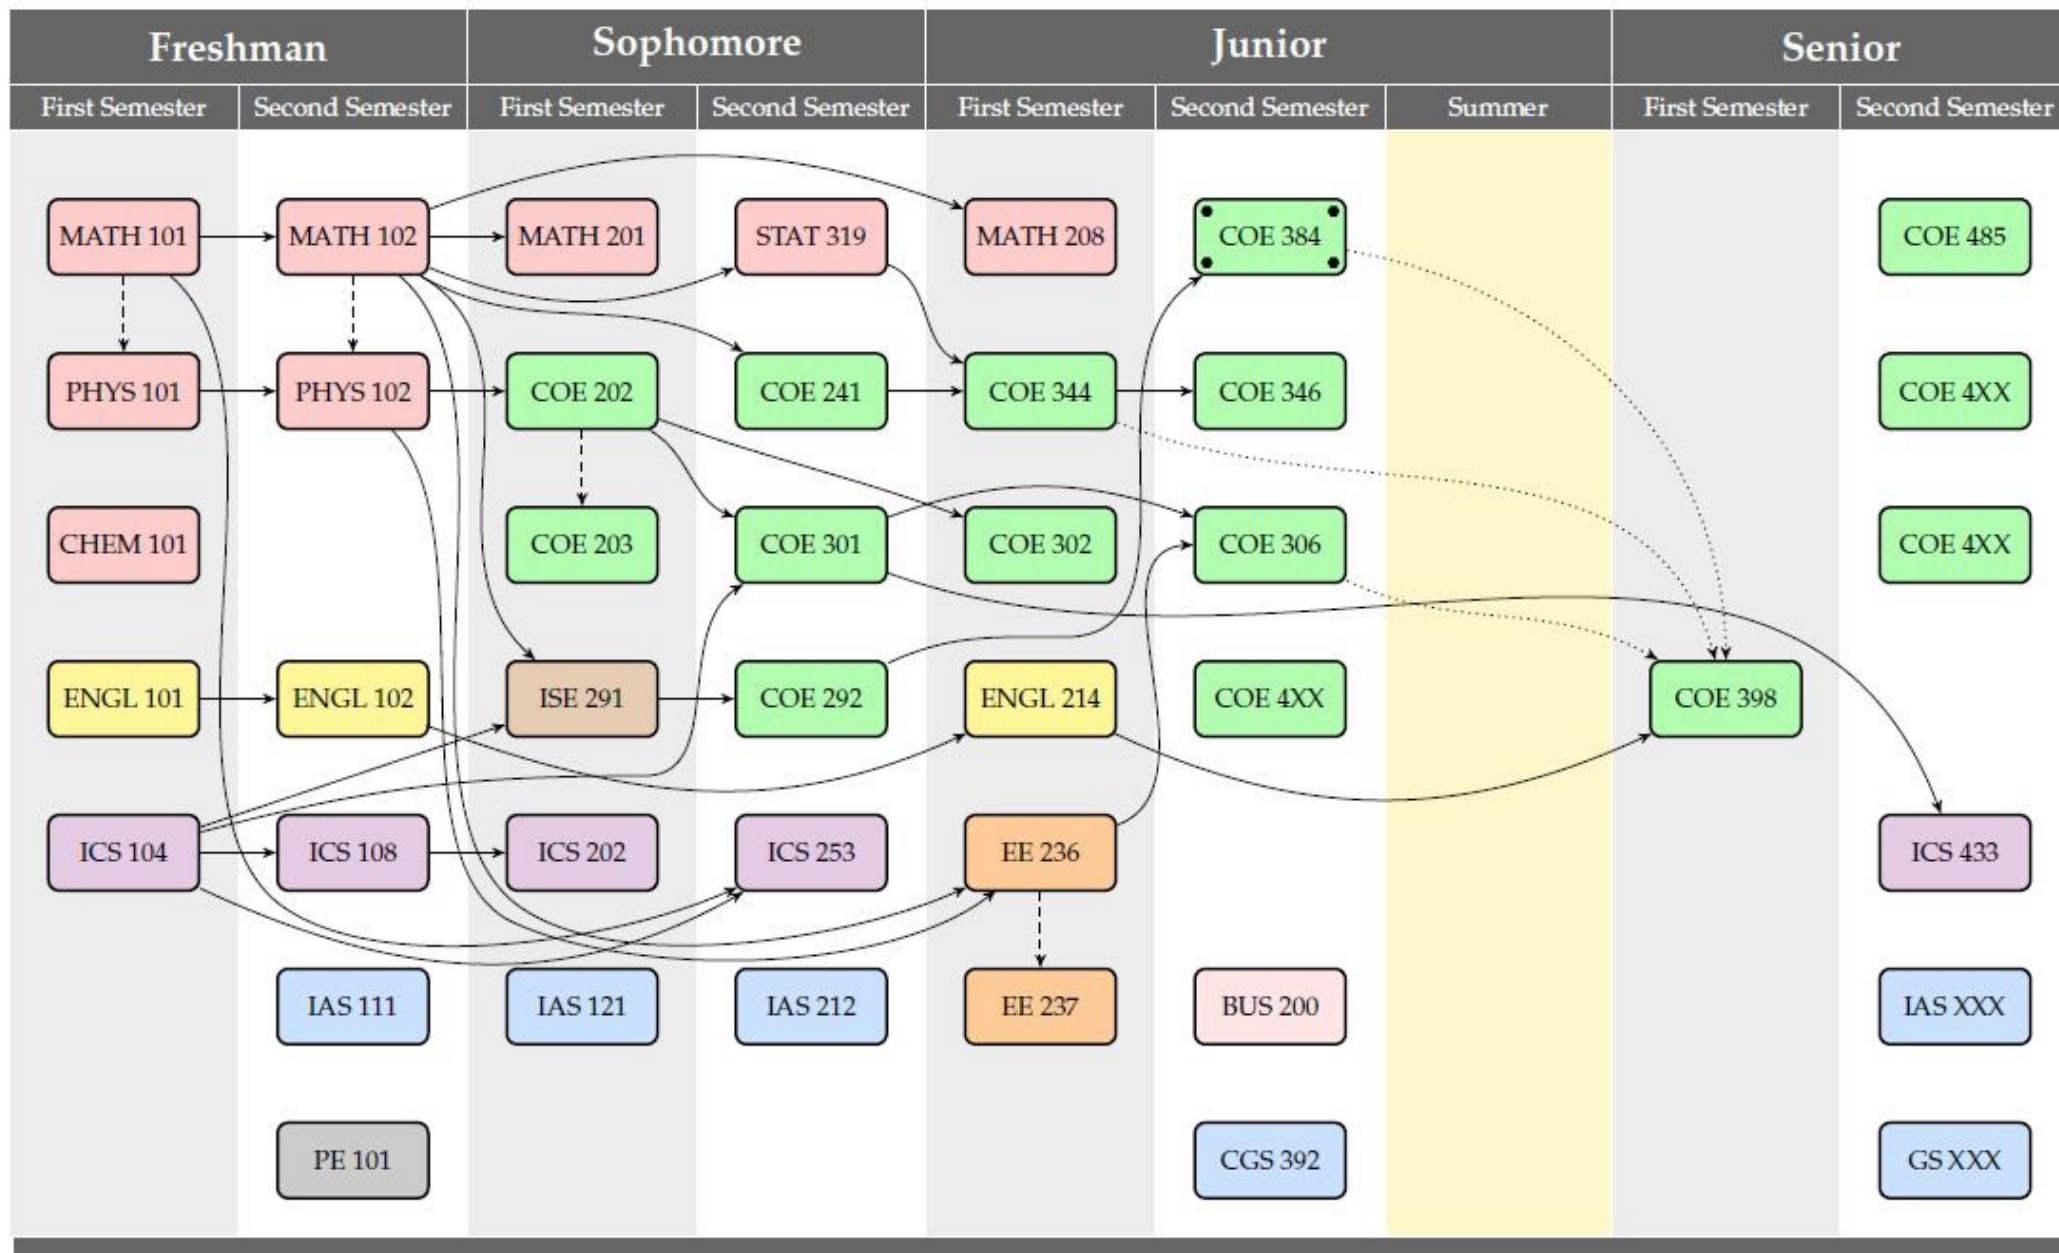 Freshman
Sophomore
Junior
Senior
First Semester
Second Semester
First Semester
Second Semester
First Semester
Second Semester
Summer
First Semester
Second Semester
MATH 101
MATH 102
MATH 201
STAT 319
MATH 208
COE 384
COE 485
PHYS 101
PHYS 102
COE 202
COE 241
COE 344
COE 346
COE 4XX
CHEM 101
COE 203
COE 301
COE 302
COE 306
COE 4XX
ENGL 101
ENGL 102
ISE 291
COE 292
ENGL 214
COE 4XX
COE 398
ICS 104
ICS 108
ICS 202
ICS 253
EE 236
ICS 433
IAS 111
IAS 121
IAS 212
EE 237
BUS 200
IAS XXX
PE 101
CGS 392
GS XXX